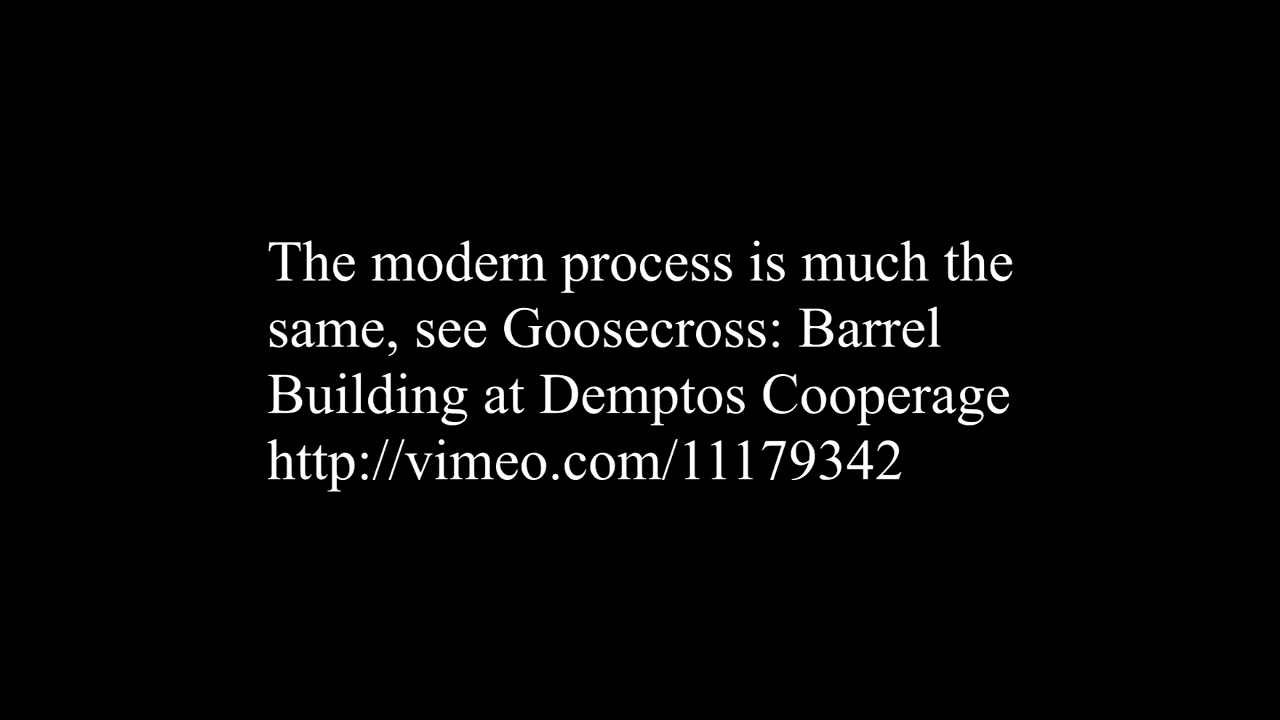 The modern process is much the
same, see Goosecross: Barrel
Building at Demptos Cooperage
http://vimeo.com/11179342